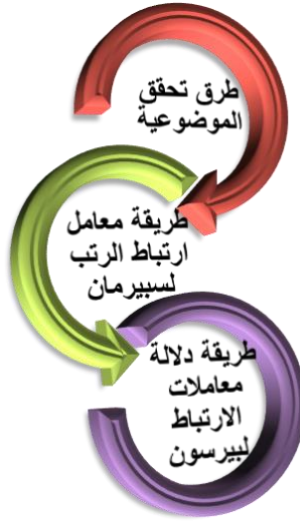 طرق تحقق
الموضوعية
طريقة معامل
ارتباط الرتب
لسبيرمان
طريقة دلالة
معاملات
الارتباط
لبيرسون